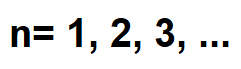 n= 1, 2, 3, ...